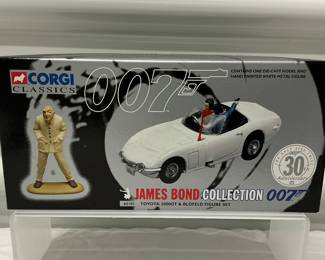 CORGI
CLASSICS
007
CONTAINS ONE DIE-CAST MODEL AND
HAND PAINTED WHITE METAL FIGURE
30
Anniversary
JAMES BOND COLLECTION 007
TOYOTA 2000GT & BLOFELD FIGURE SET